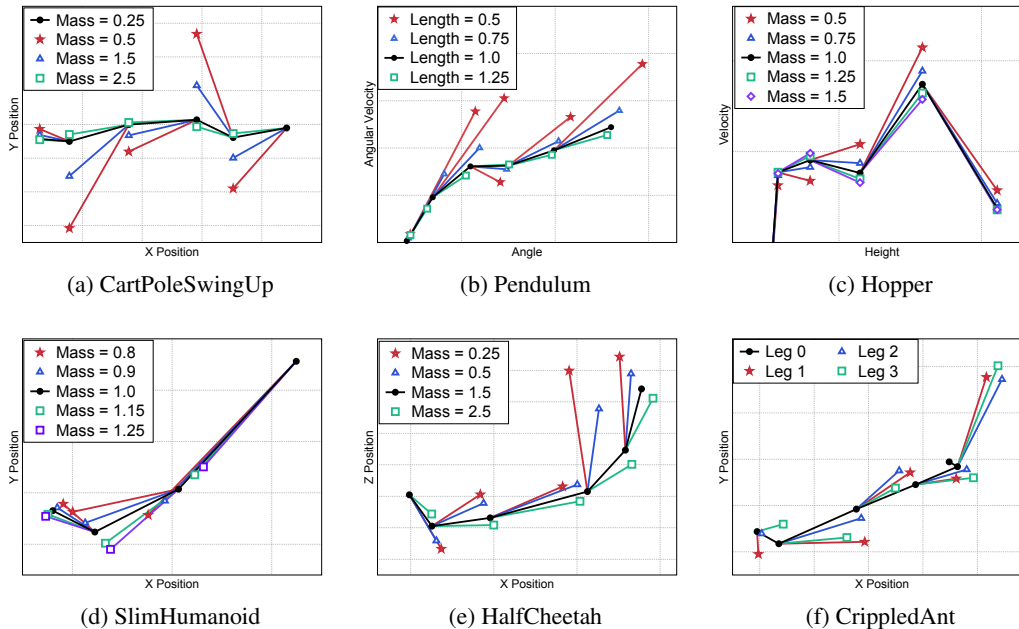 Mass = 0.25
Mass = 0.5
Mass = 1.5
Mass = 2.5
Y Position
X Position
(a) CartPoleSwingUp
Length = 0.5
Length = 0.75
Length = 1.0
Length = 1.25
Angular Velocity
Angle
(b) Pendulum
Mass = 0.5
Mass = 0.75
Mass = 1.0
Mass = 1.25
Mass = 1.5
Velocity
Height
(c) Hopper
Mass = 0.8
Mass = 0.9
Mass = 1.0
Mass = 1.15
Mass = 1.25
Y Position
X Position
(d) SlimHumanoid
Mass = 0.25
Mass = 0.5
Mass = 1.5
Mass = 2.5
Z Position
X Position
(e) HalfCheetah
Leg 0 Leg 2
Leg 1 Leg 3
Y Position
X Position
(f) CrippledAnt